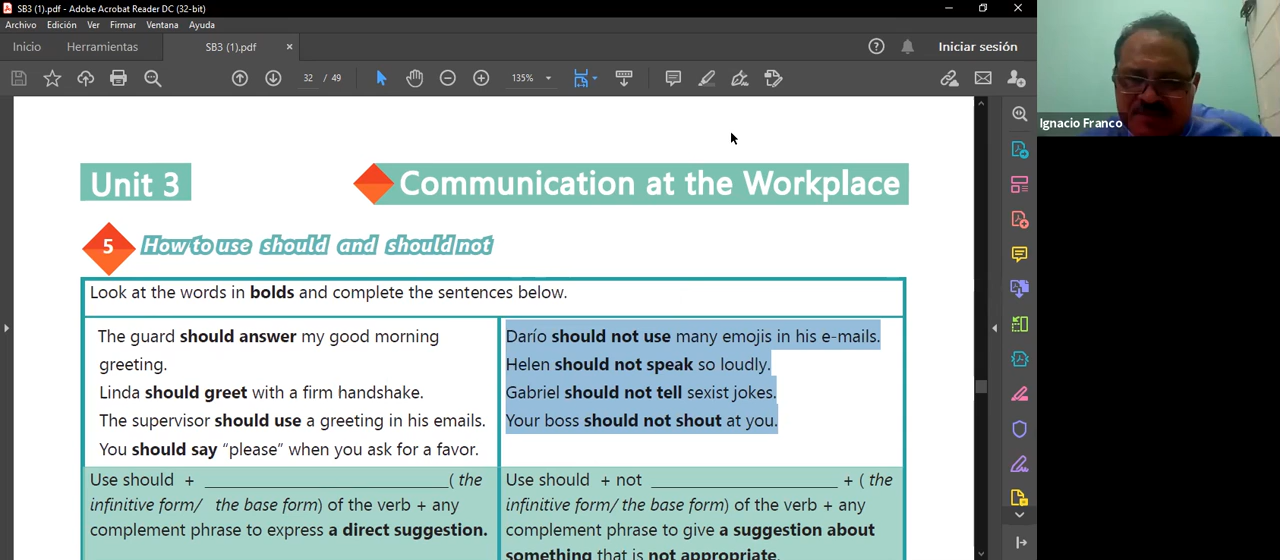 SB3 (1).pdf - Adobe Acrobat Reader DC (32-bit)
Archivo Edición Ver Firmar Ventana Ayuda
Inicio Herramientas SB3 (1).pdf × Iniciar sesión
32 / 49 135%
Ignacio Franco
Unit 3 Communication at the Workplace
5 How to use should and should not
Look at the words in bolds and complete the sentences below.
The guard should answer my good morning
greeting.
Linda should greet with a firm handshake.
The supervisor should use a greeting in his emails.
You should say “please” when you ask for a favor.
Darío should not use many emojis in his e-mails.
Helen should not speak so loudly.
Gabriel should not tell sexist jokes.
Your boss should not shout at you.
Use should + ______________________________( the
infinitive form/ the base form) of the verb + any
complement phrase to express a direct suggestion.
Use should + not _______________________ + ( the
infinitive form/ the base form) of the verb + any
complement phrase to give a suggestion about
something that is not appropriate.